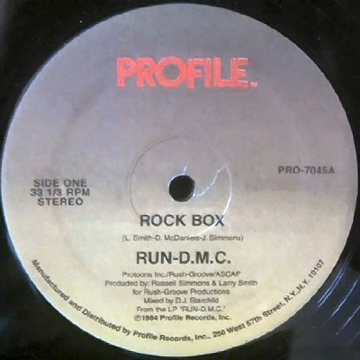 PROFILE™
PRO-7045A
SIDE ONE
33 1/3 RPM
STEREO
ROCK BOX
(L. Smith-D. McDaniels-J. Simmons)
RUN-D.M.C.
Protoons Inc./Rush-Groove/ASCAP
Produced by: Russell Simmons & Larry Smith
for Rush-Groove Productions
Mixed by D.J. Starchild
From the LP "RUN-D.M.C."
©1984 Profile Records, Inc.
Manufactured and Distributed by Profile Records, Inc., 250 West 57th Street, N.Y., N.Y. 10107